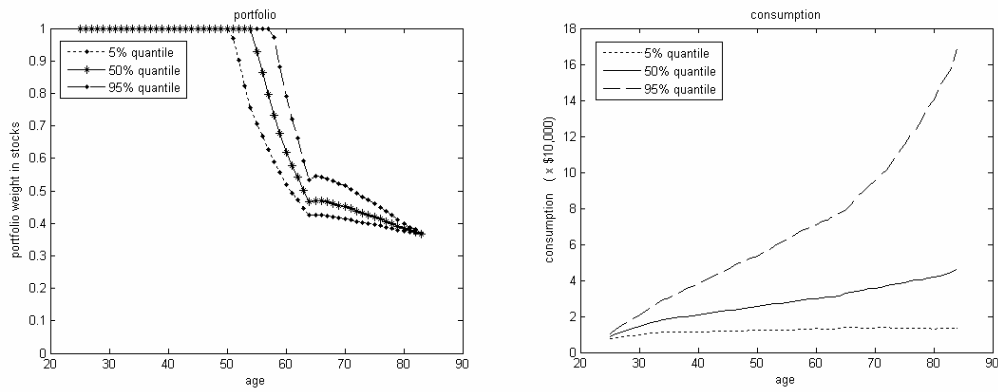 portfolio
1
0.9
0.8
0.7
0.6
0.5
0.4
0.3
0.2
0.1
0
portfolio weight in stocks
5% quantile
50% quantile
95% quantile
20 30 40 50 60 70 80 90
age
consumption
18
16
14
12
10
8
6
4
2
0
consumption ( x $10,000)
5% quantile
50% quantile
95% quantile
20 30 40 50 60 70 80 90
age